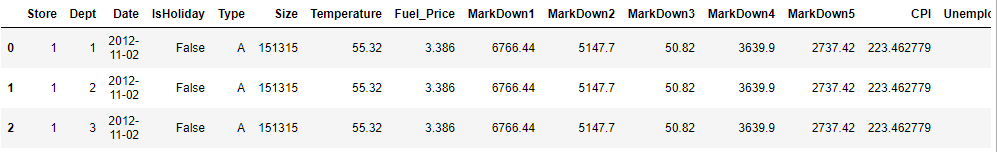 Store Dept Date IsHoliday Type Size Temperature Fuel_Price MarkDown1 MarkDown2 MarkDown3 MarkDown4 MarkDown5 CPI Unemplo
0 1 1 2012-11-02 False A 151315 55.32 3.386 6766.44 5147.7 50.82 3639.9 2737.42 223.462779
1 1 2 2012-11-02 False A 151315 55.32 3.386 6766.44 5147.7 50.82 3639.9 2737.42 223.462779
2 1 3 2012-11-02 False A 151315 55.32 3.386 6766.44 5147.7 50.82 3639.9 2737.42 223.462779